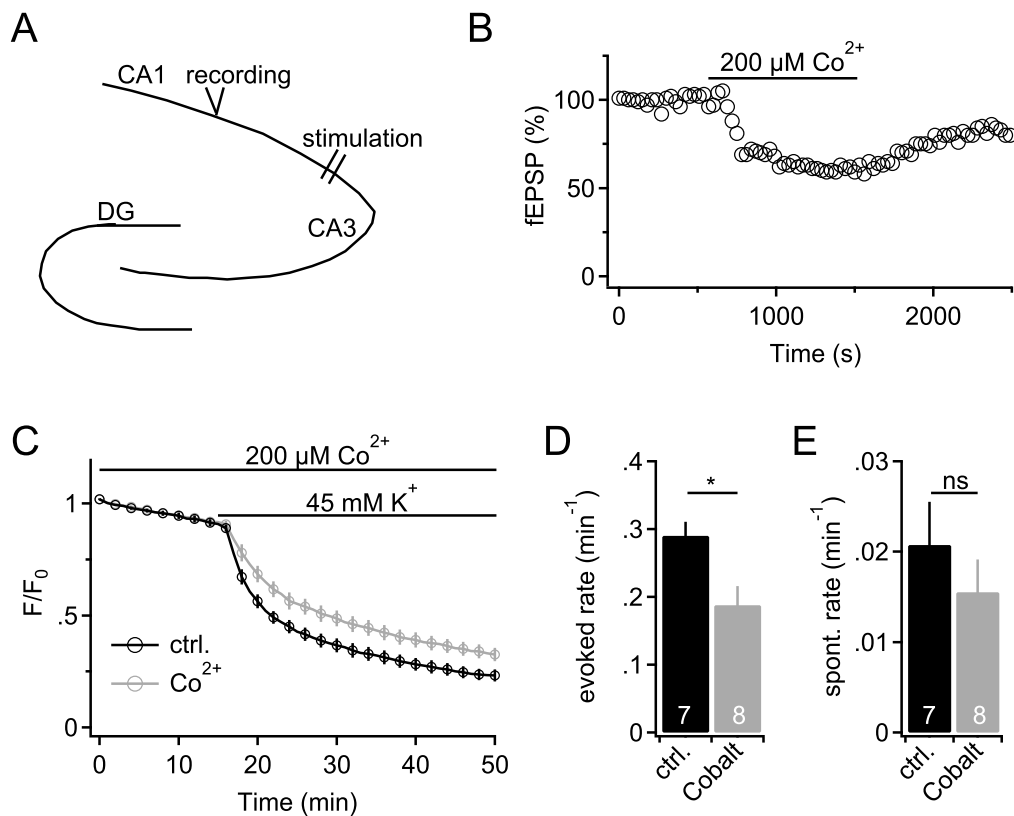 A
CA1 recording
stimulation
DG
CA3
B
200 µM Co2+
100
50
0
fEPSP (%)
0 1000 2000
Time (s)
C
200 µM Co2+
45 mM K+
1
.5
0
F/F0
ctrl.
Co2+
0 10 20 30 40 50
Time (min)
D
.4
.3
.2
.1
0
evoked rate (min-1)
*
7 8
ctrl.
Cobalt
E
.03
.02
.01
0
spont. rate (min-1)
ns
7 8
ctrl.
Cobalt